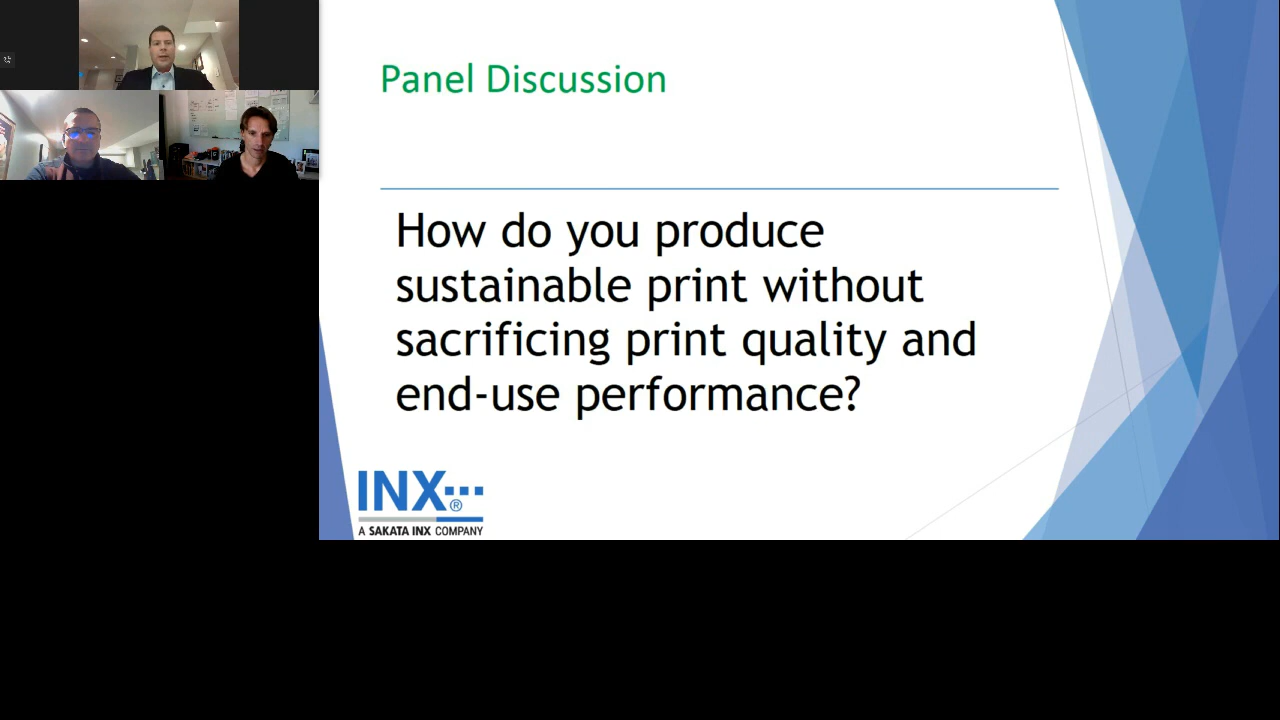 Panel Discussion
How do you produce
sustainable print without
sacrificing print quality and
end-use performance?
INX
®
A SAKATA INX COMPANY